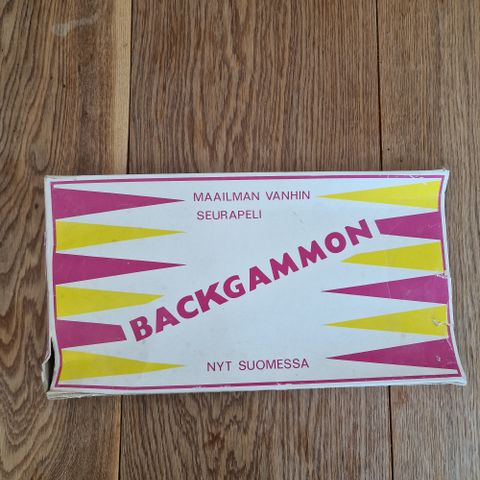 MAAILMAN VANHIN
SEURAPELI
BACKGAMMON
NYT SUOMESSA